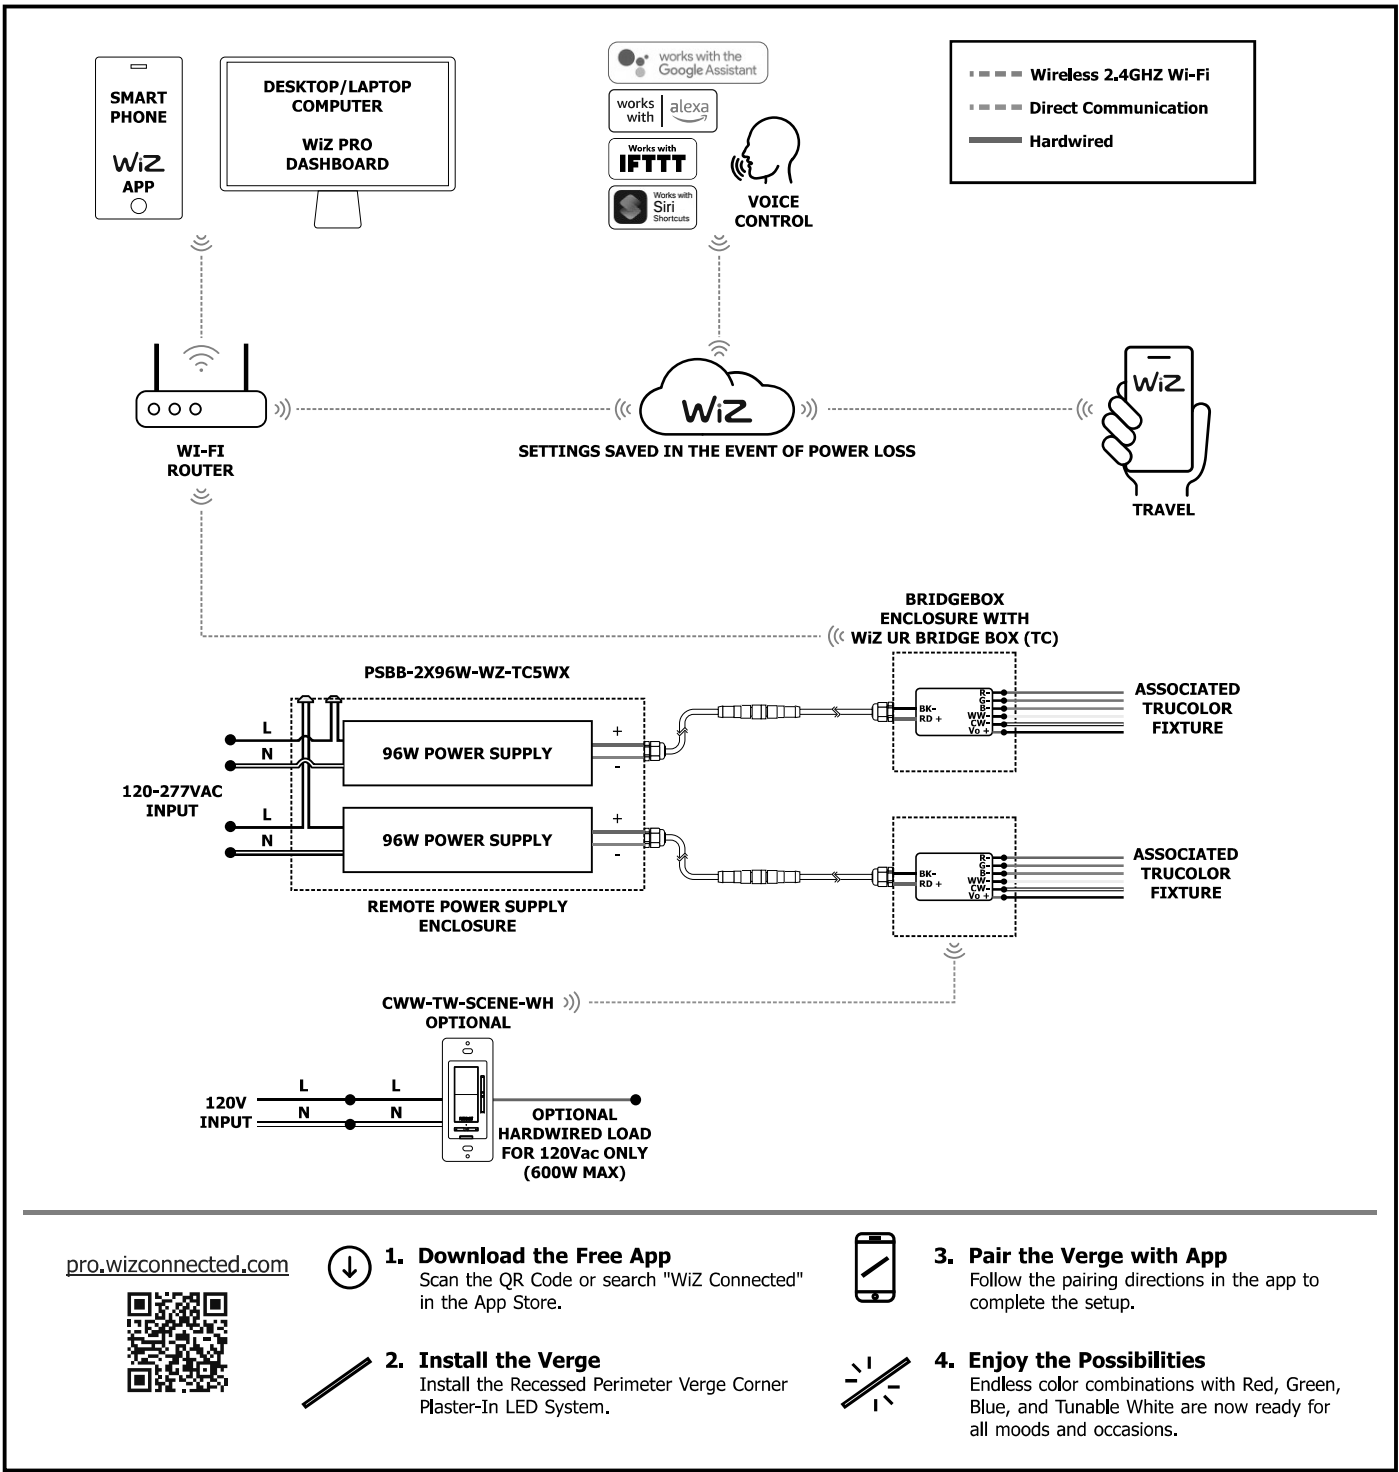 SMART
PHONE
WiZ
APP
DESKTOP/LAPTOP
COMPUTER
WiZ PRO
DASHBOARD
works with the
Google Assistant
works
with
alexa
Works with
IFTTT
Works with
Siri
Shortcuts
VOICE
CONTROL
Wireless 2.4GHZ Wi-Fi
Direct Communication
Hardwired
WI-FI
ROUTER
WiZ
SETTINGS SAVED IN THE EVENT OF POWER LOSS
WiZ
TRAVEL
BRIDGEBOX
ENCLOSURE WITH
WiZ UR BRIDGE BOX (TC)
PSBB-2X96W-WZ-TC5WX
L
N
120-277VAC
INPUT
L
N
96W POWER SUPPLY
+
-
96W POWER SUPPLY
+
-
REMOTE POWER SUPPLY
ENCLOSURE
BK-
RD +
R-
G-
B-
WW-
CW-
Vo +
ASSOCIATED
TRUCOLOR
FIXTURE
BK-
RD +
R-
G-
B-
WW-
CW-
Vo +
ASSOCIATED
TRUCOLOR
FIXTURE
CWW-TW-SCENE-WH
OPTIONAL
120V
INPUT
L
N
L
N
OPTIONAL
HARDWIRED LOAD
FOR 120Vac ONLY
(600W MAX)
pro.wizconnected.com
1. Download the Free App
Scan the QR Code or search "WiZ Connected"
in the App Store.
2. Install the Verge
Install the Recessed Perimeter Verge Corner
Plaster-In LED System.
3. Pair the Verge with App
Follow the pairing directions in the app to
complete the setup.
4. Enjoy the Possibilities
Endless color combinations with Red, Green,
Blue, and Tunable White are now ready for
all moods and occasions.